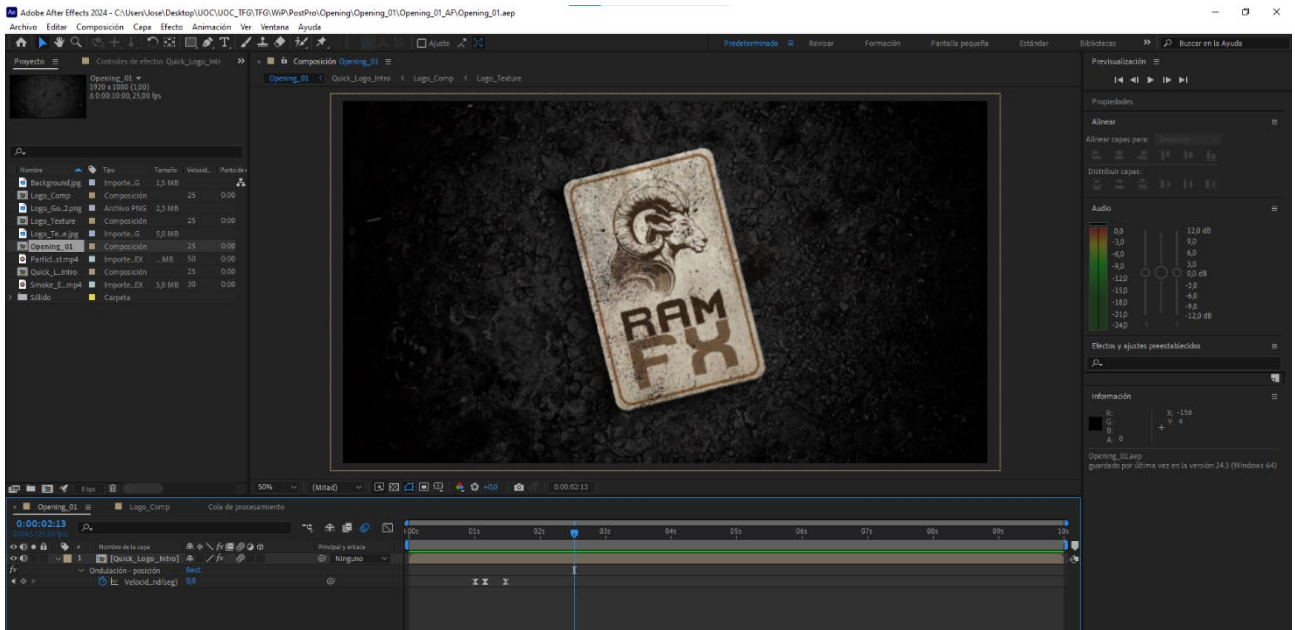 Adobe After Effects 2024 - C:\Users\Jose\Desktop\UOC\UOC_TFG\TFG\WiP\PostPro\Opening\Opening_01\Opening_01_AF\Opening_01.aep
Archivo Editar Composición Capa Efecto Animación Ver Ventana Ayuda
Ajuste
Predeterminado Revisar Formación Pantalla pequeña Estándar Bibliotecas Buscar en la Ayuda
Proyecto Controles de efectos Quick_Logo_Intr
Composición Opening_01
Opening_01 Quick_Logo_Intro Logo_Comp Logo_Texture
Opening_01
1920 x 1080 (1,00)
Δ 0:00:10:00, 25,00 fps
Nombre Tipo Tamaño Velocid... Punto de
Background.jpg Importe...G 1,5 MB
Logo_Comp Composición 25 0:00
Logo_Go...2.png Archivo PNG 2,3 MB
Logo_Texture Composición 25 0:00
Logo_Te...e.jpg Importe...G 5,0 MB
Opening_01 Composición 25 0:00
Perticl...st.mp4 Importe...EX ... MB 50 0:00
Quick_L...Intro Composición 25 0:00
Smoke_E...mp4 Importe...EX 5,8 MB 30 0:00
Sólido Carpeta
8 bpc
RAM
FX
50% (Mitad) +0,0 0:00:02:13
Previsualización
Propiedades
Alinear
Alinear capas para: Selección
Distribuir capas:
Audio
0,0 12,0 dB
-3,0 9,0
-6,0 6,0
-9,0 3,0
-12,0 0,0 dB
-15,0 -3,0
-18,0 -6,0
-21,0 -9,0
-24,0 -12,0 dB
Efectos y ajustes preestablecidos
Información
R: X: -156
G: Y: 4
B:
A: 0
Opening_01.aep
guardado por última vez en la versión 24.3 (Windows 64)
Opening_01 Logo_Comp Cola de procesamiento
0:00:02:13
00063 (25.00 fps)
Nombre de la capa Principal y enlace
1 [Quick_Logo_Intro] Ninguno
Ondulación - posición Rest.
Velocid...nd/seg) 0,0
01s 02s 03s 04s 05s 06s 07s 08s 09s 10s